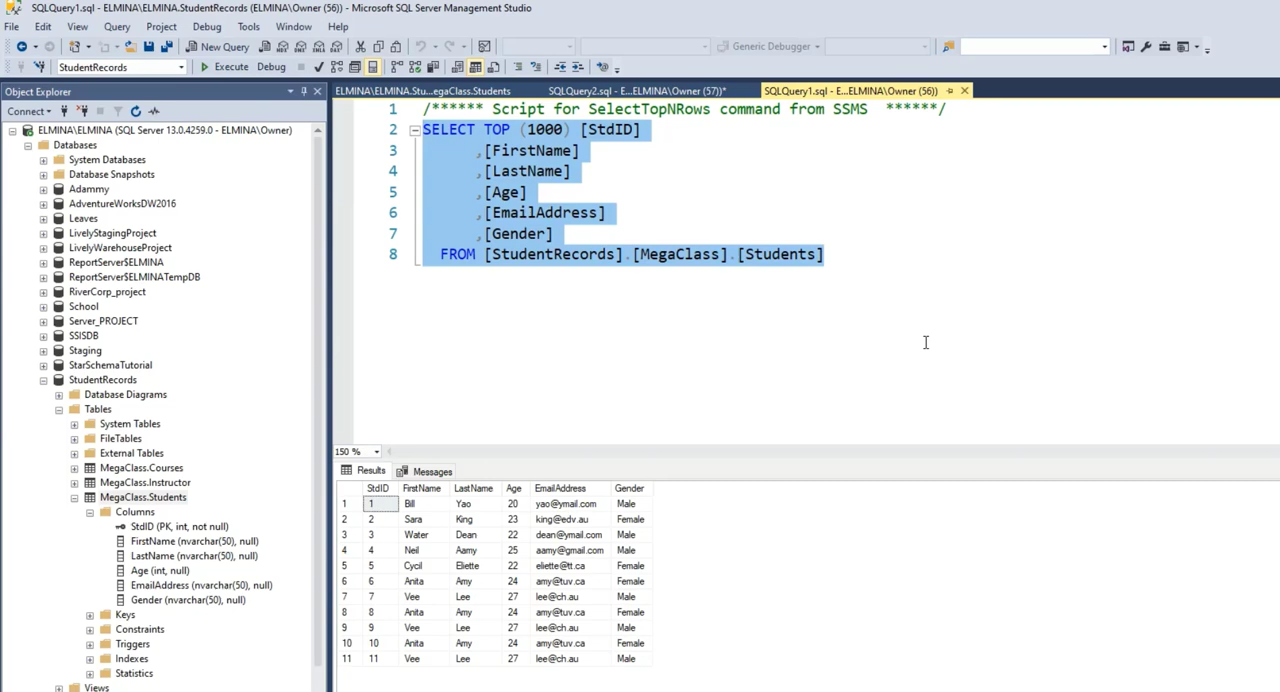 SQLQuery1.sql - ELMINA\ELMINA.StudentRecords (ELMINA\Owner (56)) - Microsoft SQL Server Management Studio
File Edit View Query Project Debug Tools Window Help
New Query Generic Debugger
StudentRecords Execute Debug
Object Explorer
Connect
ELMINA\ELMINA (SQL Server 13.0.4259.0 - ELMINA\Owner)
Databases
System Databases
Database Snapshots
Adammy
AdventureWorksDW2016
Leaves
LivelyStagingProject
LivelyWarehouseProject
ReportServer$ELMINA
ReportServer$ELMINATempDB
RiverCorp_project
School
Server_PROJECT
SSISDB
Staging
StarSchemaTutorial
StudentRecords
Database Diagrams
Tables
System Tables
FileTables
External Tables
MegaClass.Courses
MegaClass.Instructor
MegaClass.Students
Columns
StdID (PK, int, not null)
FirstName (nvarchar(50), null)
LastName (nvarchar(50), null)
Age (int, null)
EmailAddress (nvarchar(50), null)
Gender (nvarchar(50), null)
Keys
Constraints
Triggers
Indexes
Statistics
Views
ELMINA\ELMINA.Stu...egaClass.Students SQLQuery2.sql - E...ELMINA\Owner (57))* SQLQuery1.sql - E...ELMINA\Owner (56))
1 /****** Script for SelectTopNRows command from SSMS ******/
2 SELECT TOP (1000) [StdID]
3 ,[FirstName]
4 ,[LastName]
5 ,[Age]
6 ,[EmailAddress]
7 ,[Gender]
8 FROM [StudentRecords].[MegaClass].[Students]
150 %
Results Messages
StdID FirstName LastName Age EmailAddress Gender
1 1 Bill Yao 20 yao@ymail.com Male
2 2 Sara King 23 king@edv.au Female
3 3 Water Dean 22 dean@ymail.com Male
4 4 Neil Aamy 25 aamy@gmail.com Male
5 5 Cycil Eliette 22 eliette@tt.ca Female
6 6 Anita Amy 24 amy@tuv.ca Female
7 7 Vee Lee 27 lee@ch.au Male
8 8 Anita Amy 24 amy@tuv.ca Female
9 9 Vee Lee 27 lee@ch.au Male
10 10 Anita Amy 24 amy@tuv.ca Female
11 11 Vee Lee 27 lee@ch.au Male